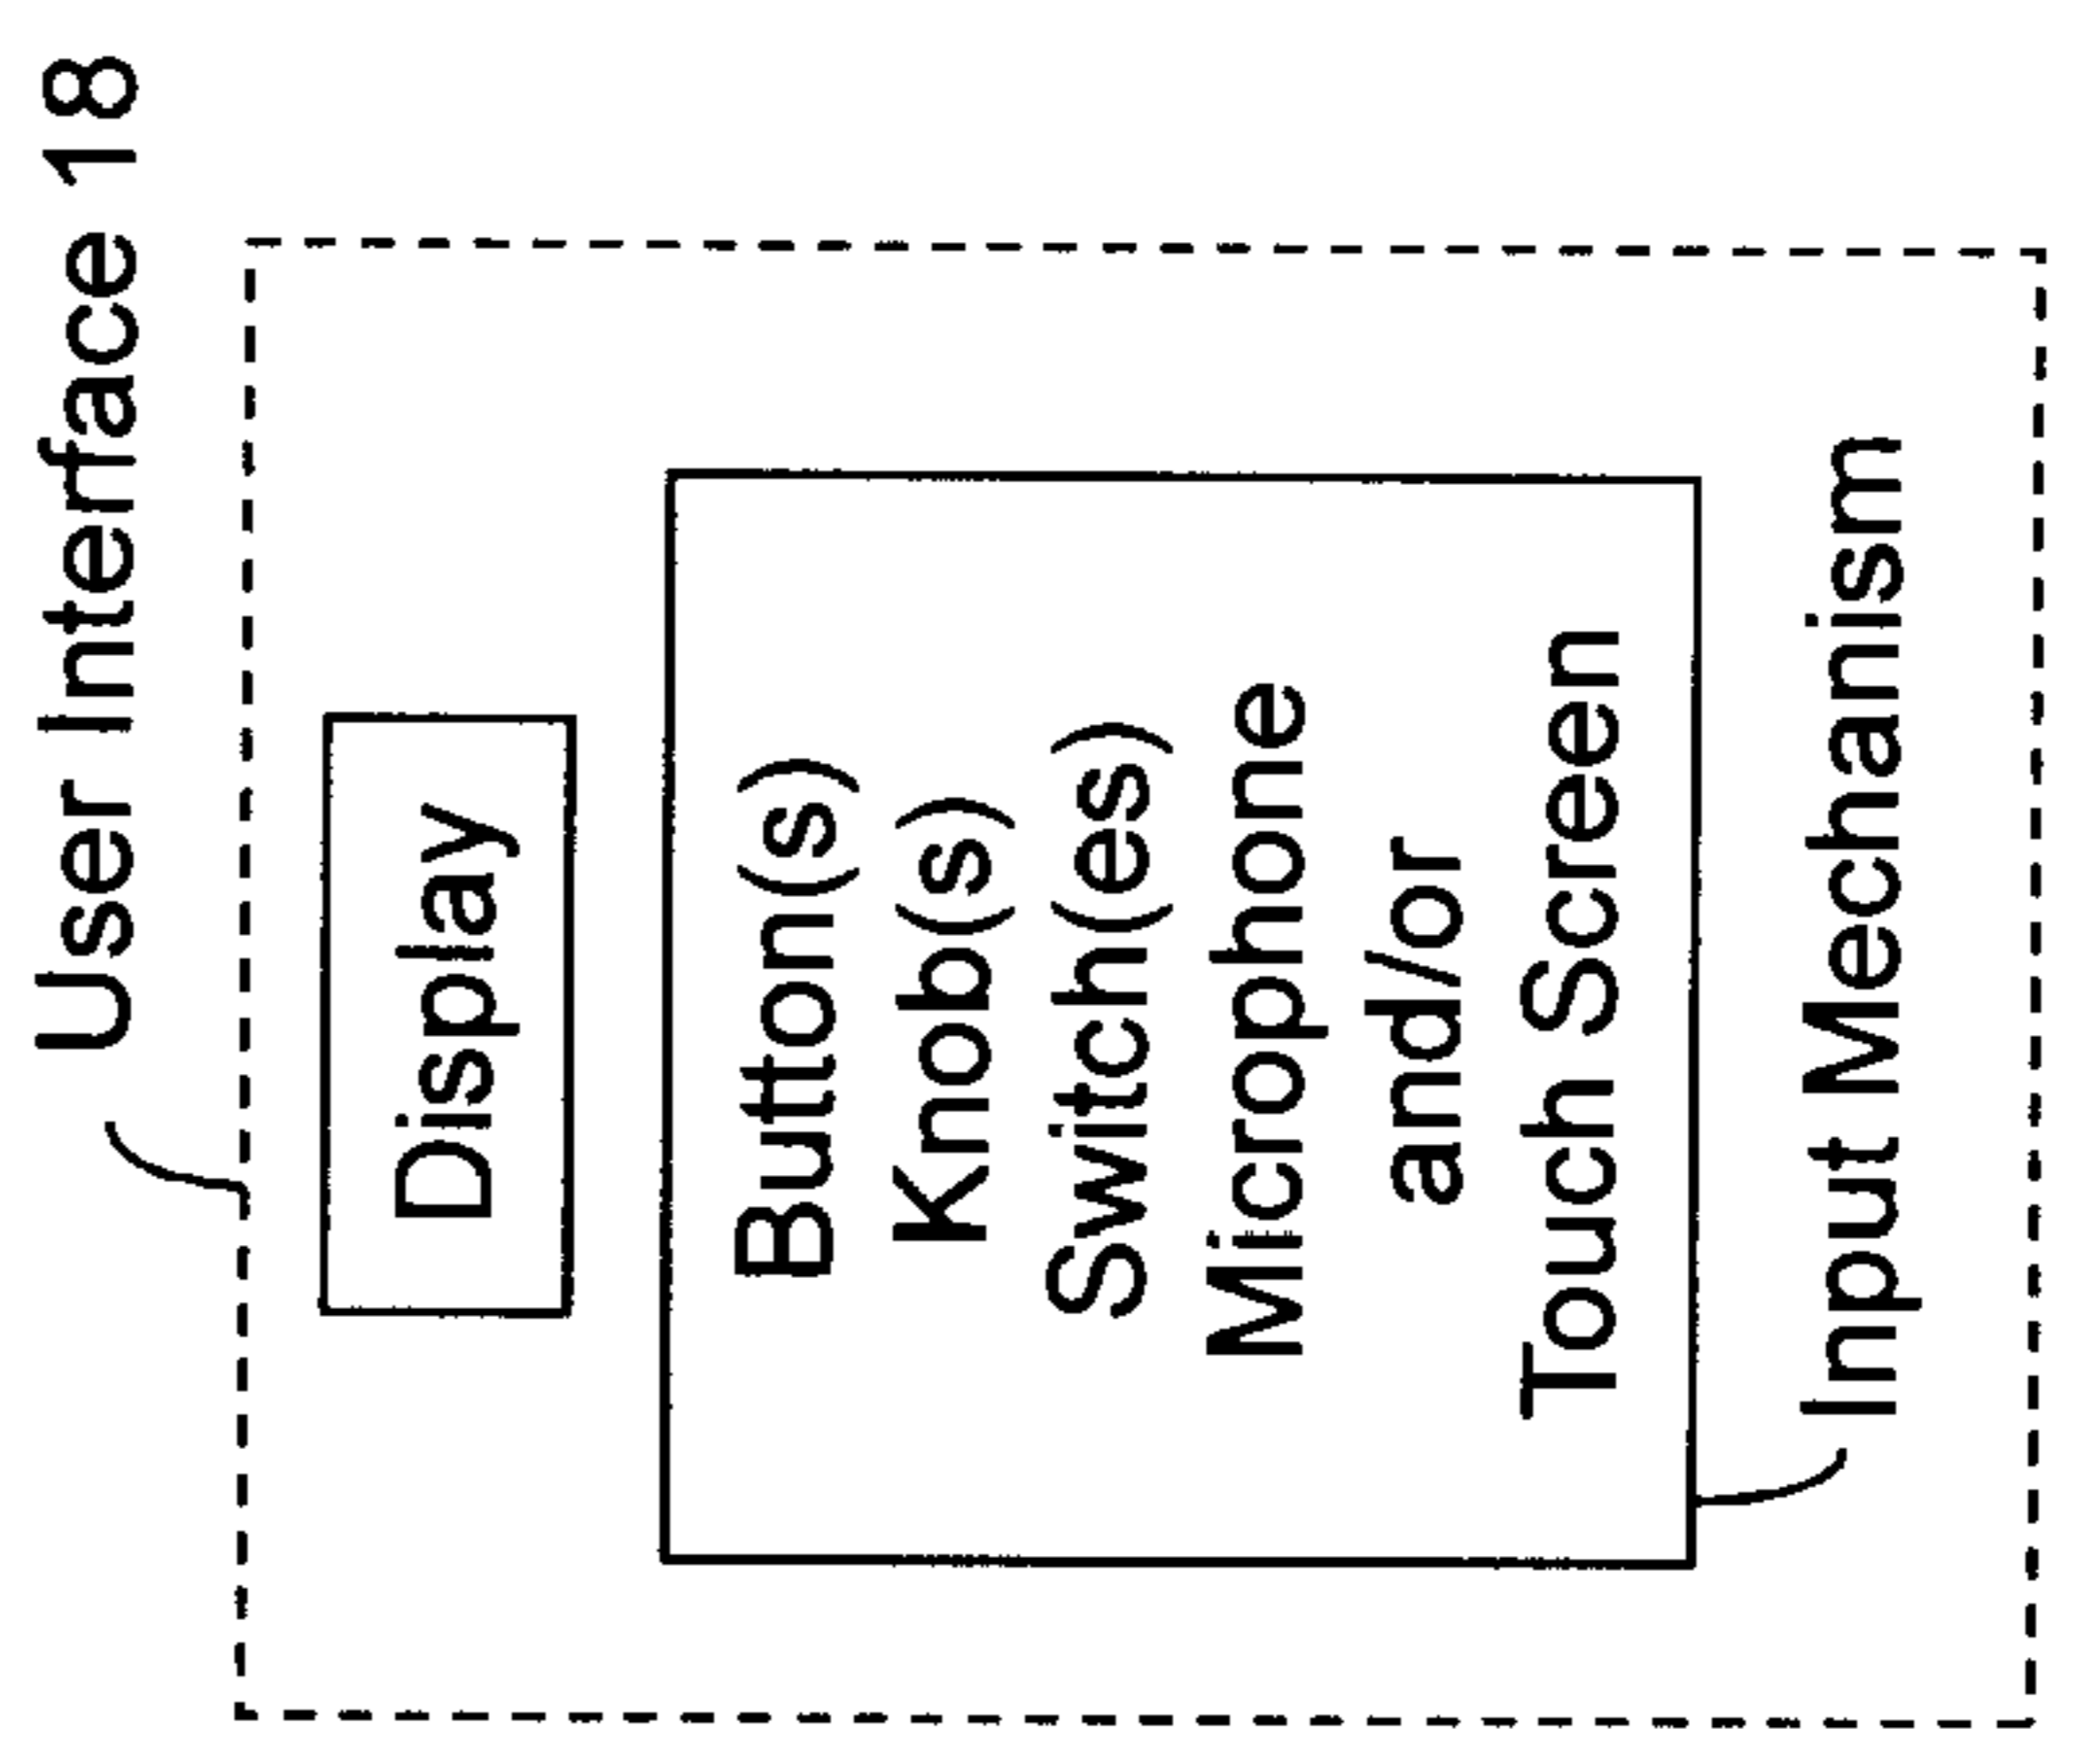 User Interface 18
Display
Button(s)
Knob(s)
Switch(es)
Microphone
and/or
Touch Screen
Input Mechanism